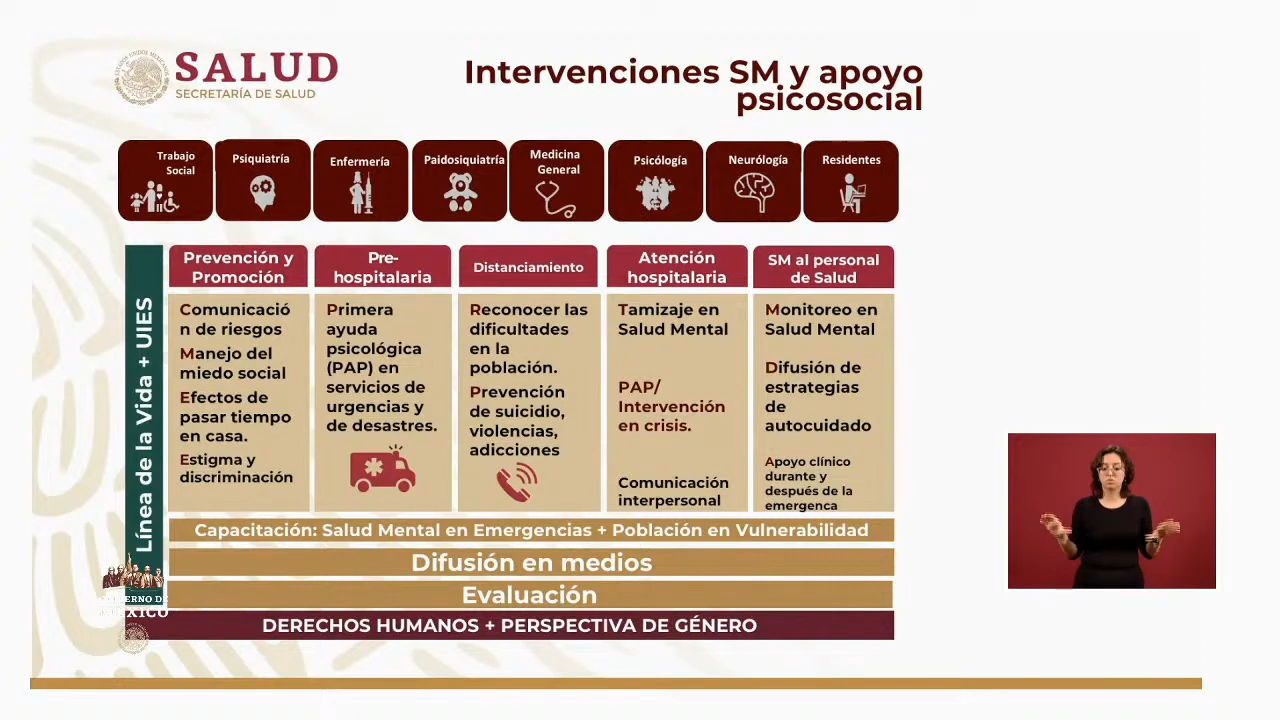 SALUD
SECRETARÍA DE SALUD
Intervenciones SM y apoyo
psicosocial
Trabajo
Social
Psiquiatría
Enfermería
Paidosiquiatría
Medicina
General
Psicólogía
Neurólogía
Residentes
Línea de la Vida + UIES
Prevención y
Promoción
Comunicació
n de riesgos
Manejo del
miedo social
Efectos de
pasar tiempo
en casa.
Estigma y
discriminación
Pre-
hospitalaria
Primera
ayuda
psicológica
(PAP) en
servicios de
urgencias y
de desastres.
Distanciamiento
Reconocer las
dificultades
en la
población.
Prevención
de suicidio,
violencias,
adicciones
Atención
hospitalaria
Tamizaje en
Salud Mental
PAP/
Intervención
en crisis.
Comunicación
interpersonal
SM al personal
de Salud
Monitoreo en
Salud Mental
Difusión de
estrategias
de
autocuidado
Apoyo clínico
durante y
después de la
emergenca
Capacitación: Salud Mental en Emergencias + Población en Vulnerabilidad
Difusión en medios
Evaluación
DERECHOS HUMANOS + PERSPECTIVA DE GÉNERO